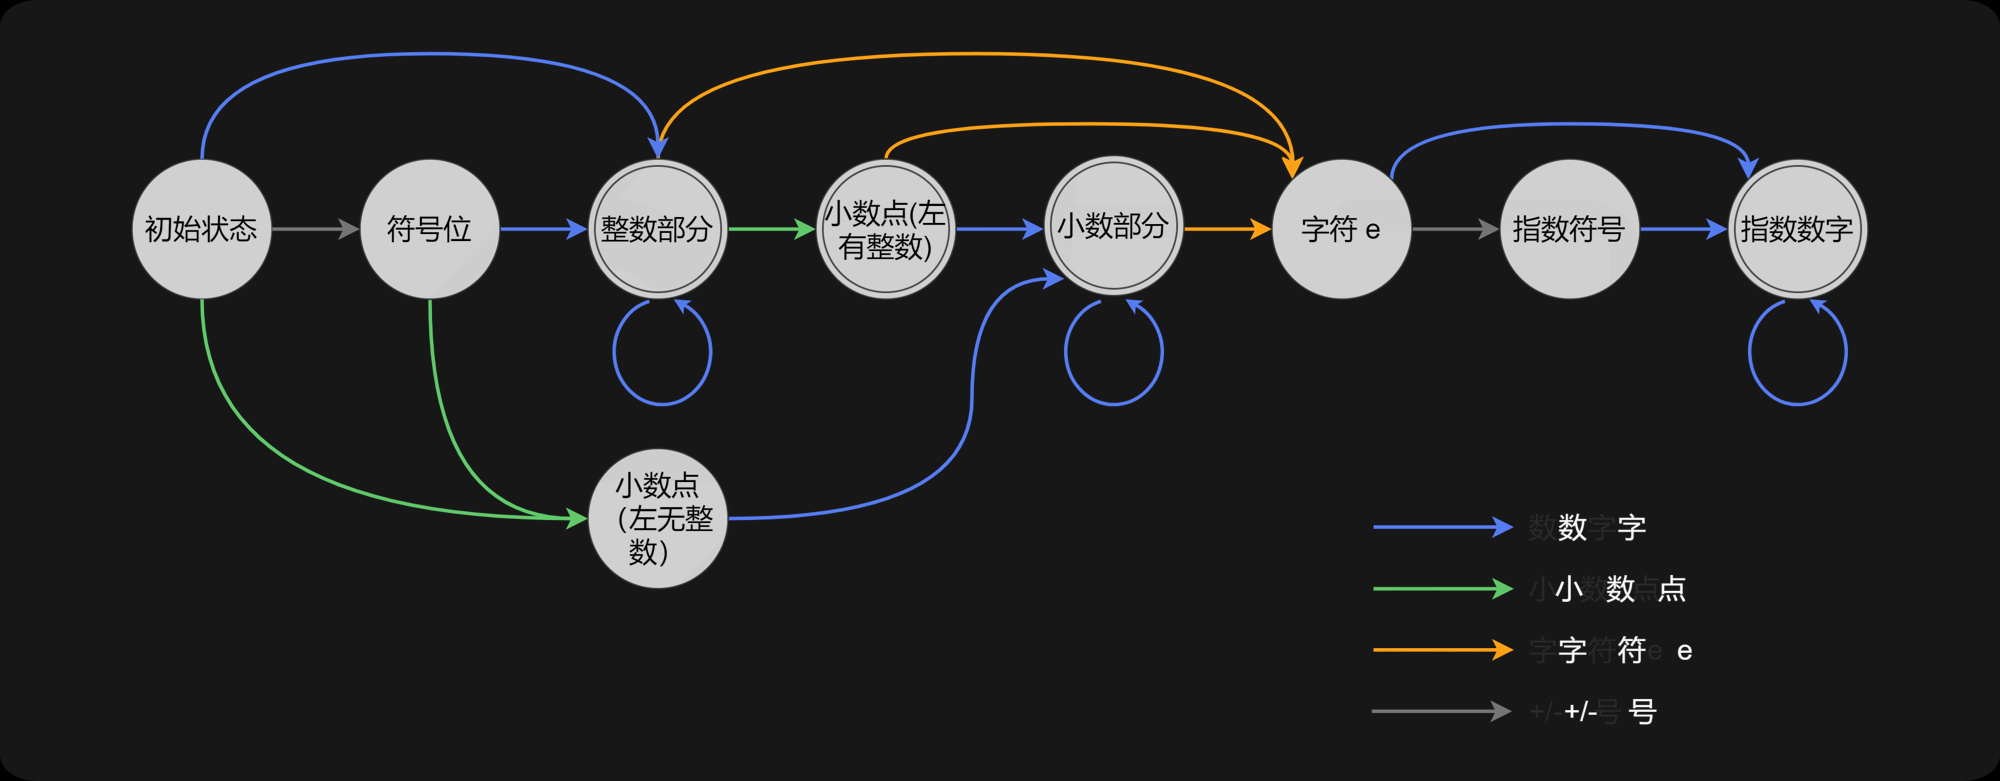 初始状态
符号位
整数部分
小数点(左
有整数)
小数部分
字符 e
指数符号
指数数字
小数点
（左无整
数）
数字
小数点
字符 e
+/-号